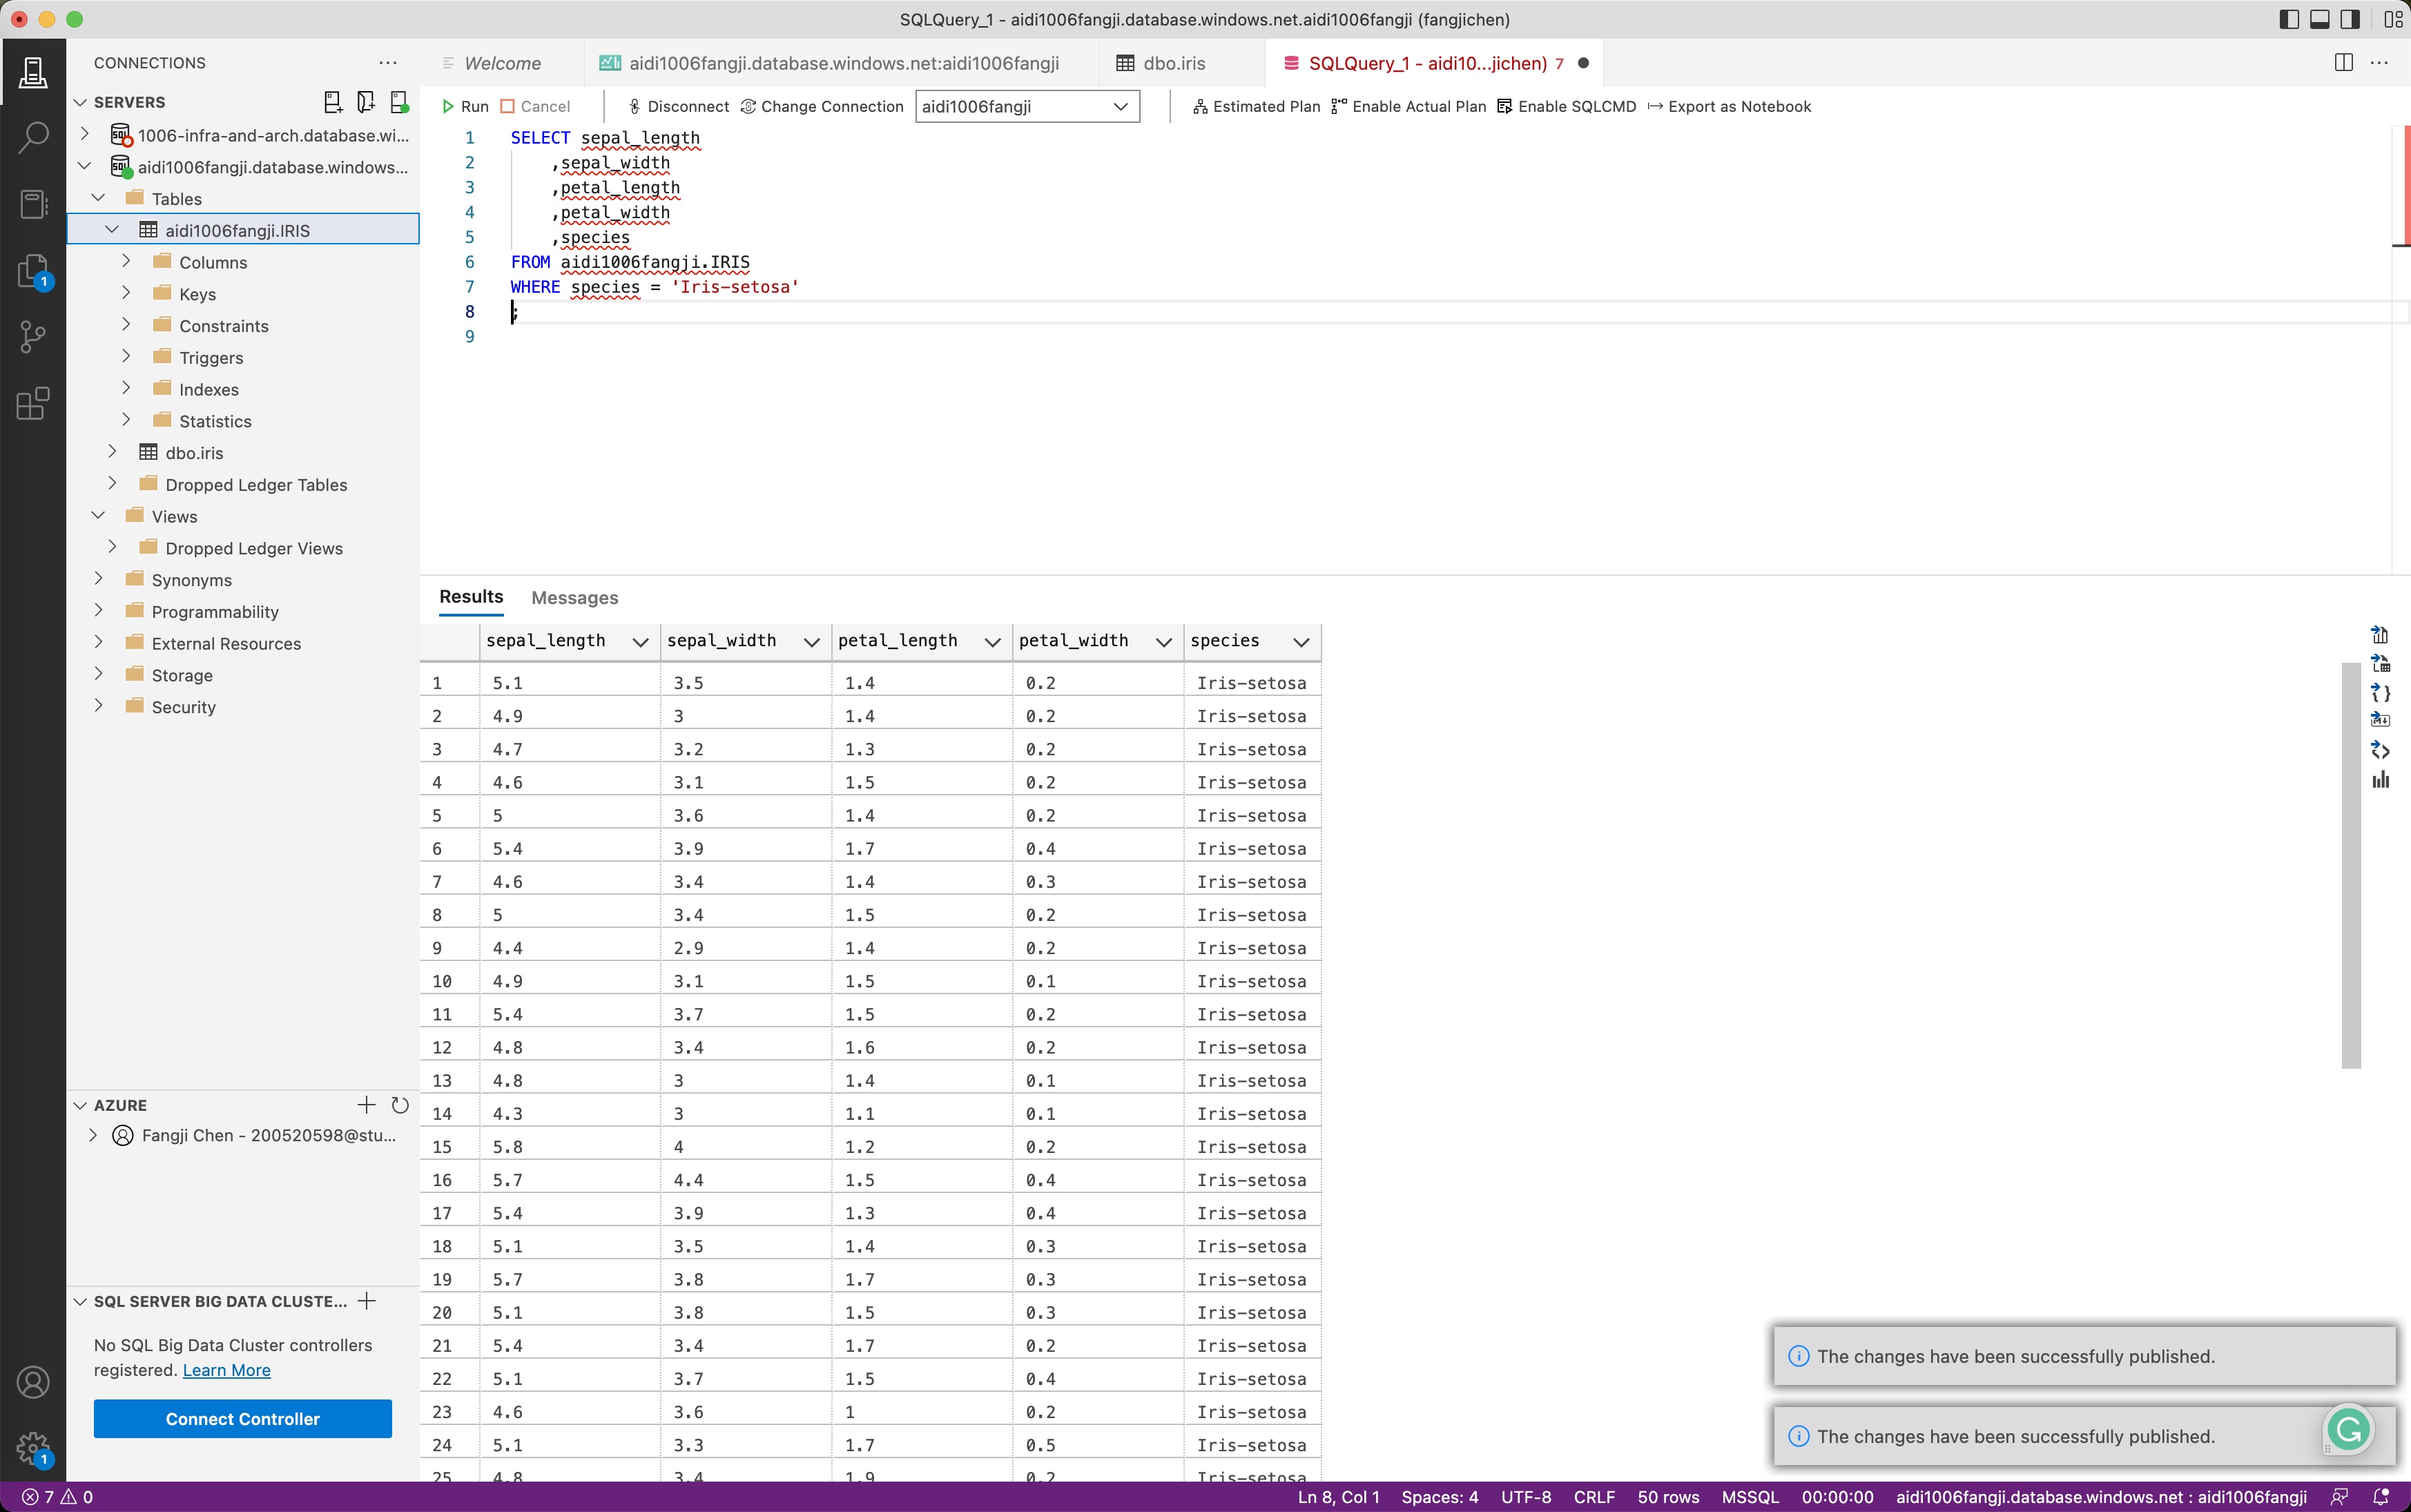 SQLQuery_1 - aidi1006fangji.database.windows.net.aidi1006fangji (fangjichen)
CONNECTIONS
SERVERS
1006-infra-and-arch.database.wi...
aidi1006fangji.database.windows...
Tables
aidi1006fangji.IRIS
Columns
Keys
Constraints
Triggers
Indexes
Statistics
dbo.iris
Dropped Ledger Tables
Views
Dropped Ledger Views
Synonyms
Programmability
External Resources
Storage
Security
AZURE
Fangji Chen - 200520598@stu...
SQL SERVER BIG DATA CLUSTE...
No SQL Big Data Cluster controllers
registered. Learn More
Connect Controller
1
1
Welcome
aidi1006fangji.database.windows.net:aidi1006fangji
dbo.iris
SQLQuery_1 - aidi10...jichen) 7
Run Cancel Disconnect Change Connection aidi1006fangji Estimated Plan Enable Actual Plan Enable SQLCMD Export as Notebook
1 SELECT sepal_length
2 ,sepal_width
3 ,petal_length
4 ,petal_width
5 ,species
6 FROM aidi1006fangji.IRIS
7 WHERE species = 'Iris-setosa'
8 ;
9
Results Messages
sepal_length sepal_width petal_length petal_width species
1 5.1 3.5 1.4 0.2 Iris-setosa
2 4.9 3 1.4 0.2 Iris-setosa
3 4.7 3.2 1.3 0.2 Iris-setosa
4 4.6 3.1 1.5 0.2 Iris-setosa
5 5 3.6 1.4 0.2 Iris-setosa
6 5.4 3.9 1.7 0.4 Iris-setosa
7 4.6 3.4 1.4 0.3 Iris-setosa
8 5 3.4 1.5 0.2 Iris-setosa
9 4.4 2.9 1.4 0.2 Iris-setosa
10 4.9 3.1 1.5 0.1 Iris-setosa
11 5.4 3.7 1.5 0.2 Iris-setosa
12 4.8 3.4 1.6 0.2 Iris-setosa
13 4.8 3 1.4 0.1 Iris-setosa
14 4.3 3 1.1 0.1 Iris-setosa
15 5.8 4 1.2 0.2 Iris-setosa
16 5.7 4.4 1.5 0.4 Iris-setosa
17 5.4 3.9 1.3 0.4 Iris-setosa
18 5.1 3.5 1.4 0.3 Iris-setosa
19 5.7 3.8 1.7 0.3 Iris-setosa
20 5.1 3.8 1.5 0.3 Iris-setosa
21 5.4 3.4 1.7 0.2 Iris-setosa
22 5.1 3.7 1.5 0.4 Iris-setosa
23 4.6 3.6 1 0.2 Iris-setosa
24 5.1 3.3 1.7 0.5 Iris-setosa
25 4.8 3.4 1.9 0.2 Iris-setosa
The changes have been successfully published.
The changes have been successfully published.
7 0 Ln 8, Col 1 Spaces: 4 UTF-8 CRLF 50 rows MSSQL 00:00:00 aidi1006fangji.database.windows.net : aidi1006fangji